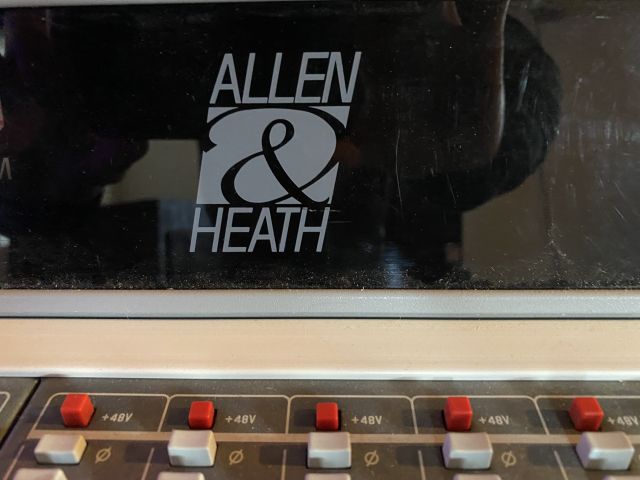 ALLEN
&
HEATH
+48V +48V +48V +48V +48V
Ø Ø Ø Ø